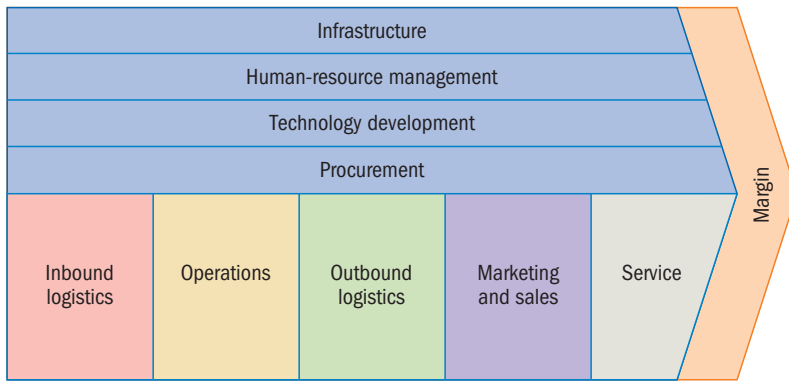 Infrastructure
Human-resource management
Technology development
Procurement
Margin
Inbound
logistics
Operations
Outbound
logistics
Marketing
and sales
Service